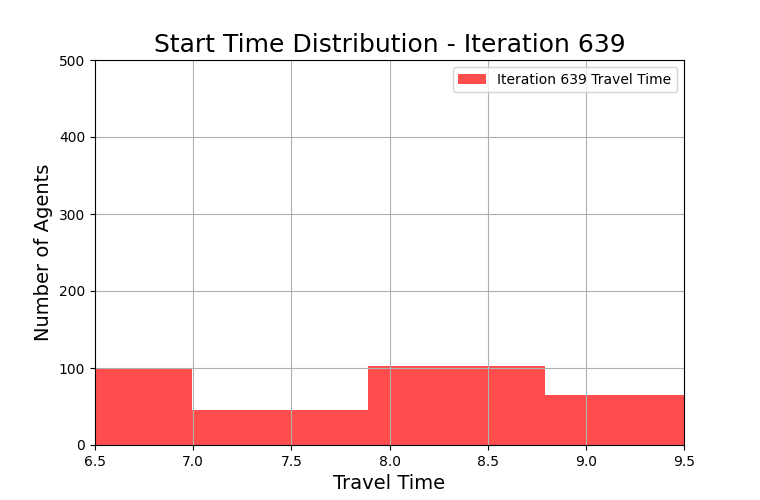 Start Time Distribution - Iteration 639
Iteration 639 Travel Time
Number of Agents
500
400
300
200
100
0
6.5 7.0 7.5 8.0 8.5 9.0 9.5
Travel Time